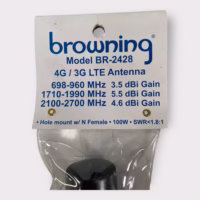 browning®
Model BR-2428
4G / 3G LTE Antenna
698-960 MHz 3.5 dBi Gain
1710-1990 MHz 5.5 dBi Gain
2100-2700 MHz 4.6 dBi Gain
• Hole mount w/ N Female • 100W • SWR<1.8:1